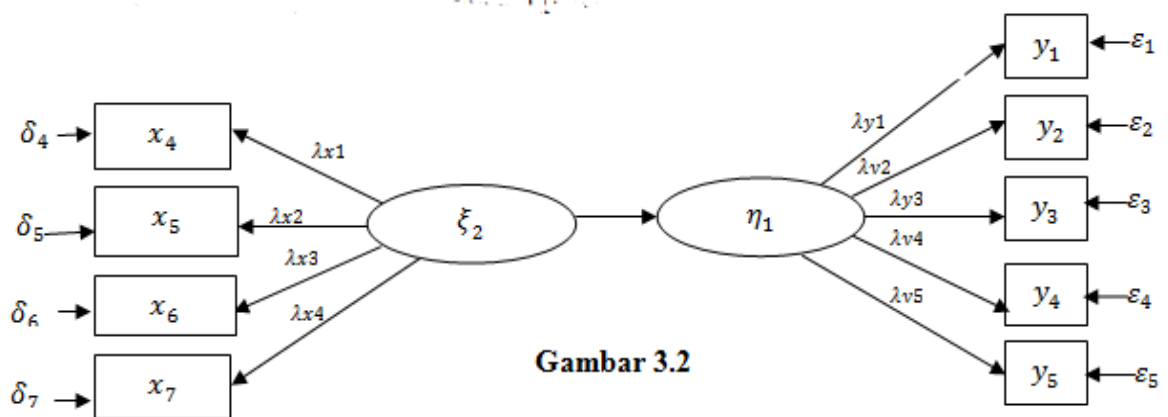 y₁ ε₁
δ₄ x₄ λx1 λy1 y₂ ε₂
λv2
δ₅ x₅ λx2 ξ₂ η₁ λy3 y₃ ε₃
λx3 λv4
δ₆ x₆ λx4 λv5 y₄ ε₄
Gambar 3.2
δ₇ x₇ y₅ ε₅